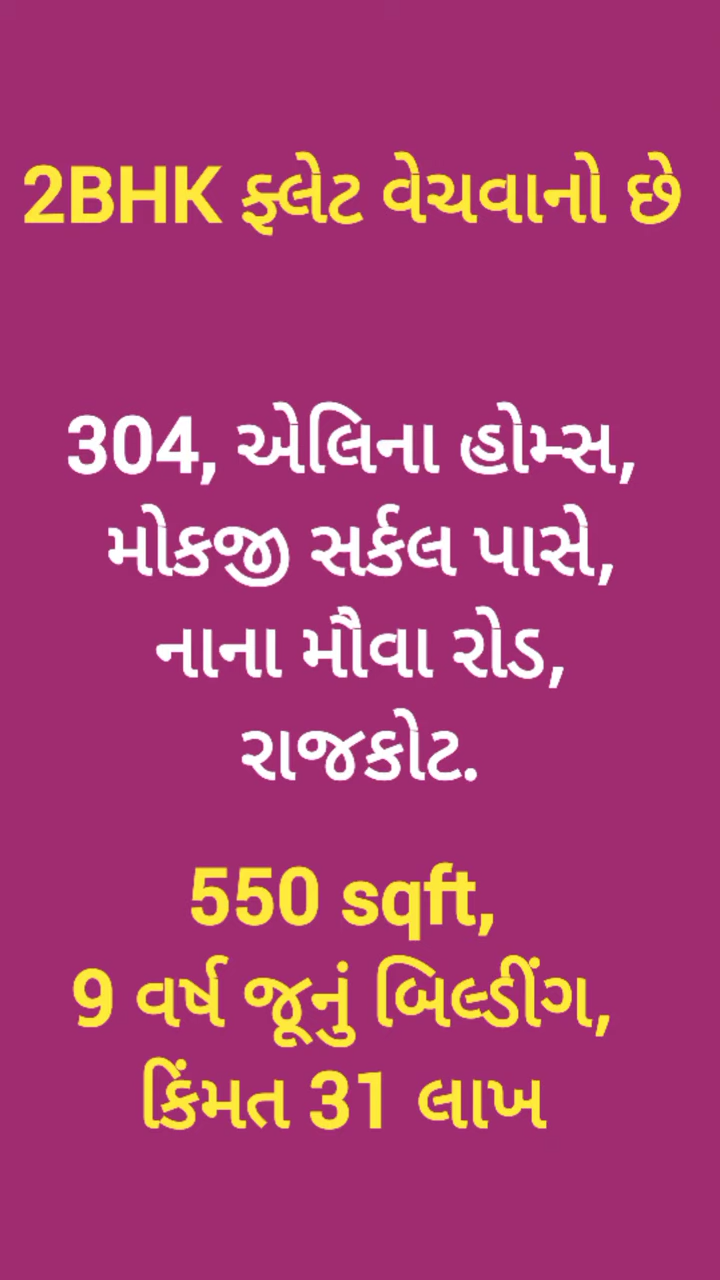 2BHK ફ્લેટ વેચવાનો છે
304, એલિના હોમ્સ,
મોકજી સર્કલ પાસે,
નાના મૌવા રોડ,
રાજકોટ.
550 sqft,
9 વર્ષ જૂનું બિલ્ડીંગ,
કિંમત 31 લાખ